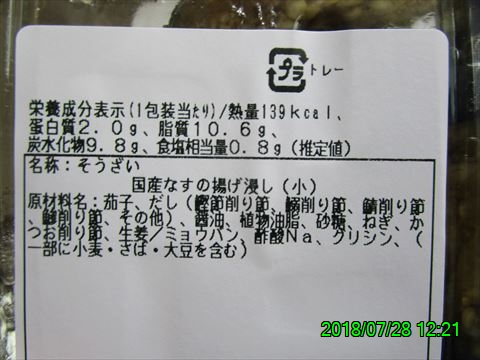 プラ トレー
栄養成分表示(1包装当たり)/熱量139kcal、
蛋白質2.0g、脂質10.6g、
炭水化物9.8g、食塩相当量0.8g(推定値)
名称:そうざい
国産なすの揚げ浸し(小)
原材料名:茄子、だし(鰹節削り節、鰯削り節、鯖削り節
、鯵削り節、その他)、醤油、植物油脂、砂糖、ねぎ、か
つお削り節、生姜/ミョウバン、酢酸Na、グリシン、(
一部に小麦・さば・大豆を含む)
2018/07/28 12:21